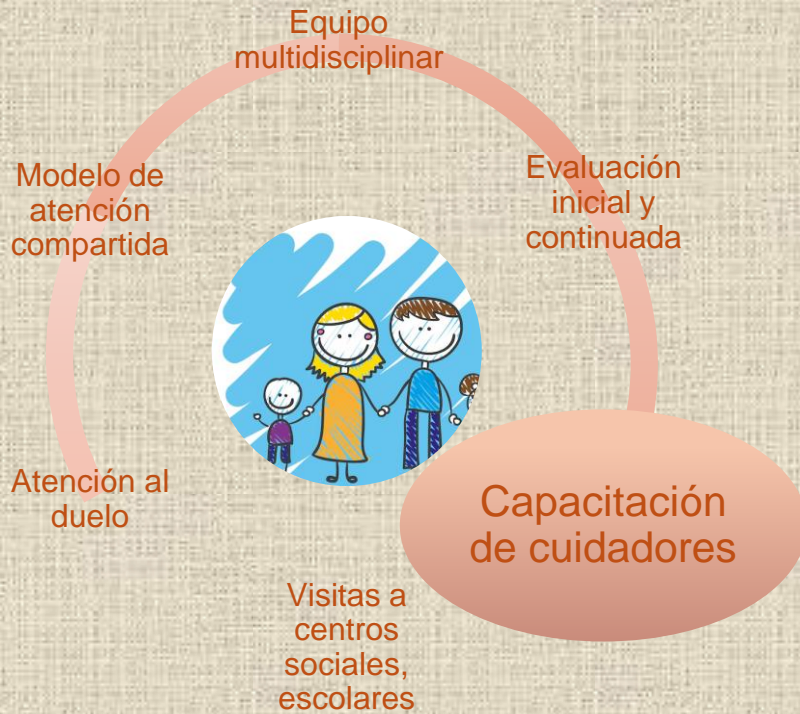 Equipo
multidisciplinar
Evaluación
inicial y
continuada
Modelo de
atención
compartida
Capacitación
de cuidadores
Atención al
duelo
Visitas a
centros
sociales,
escolares